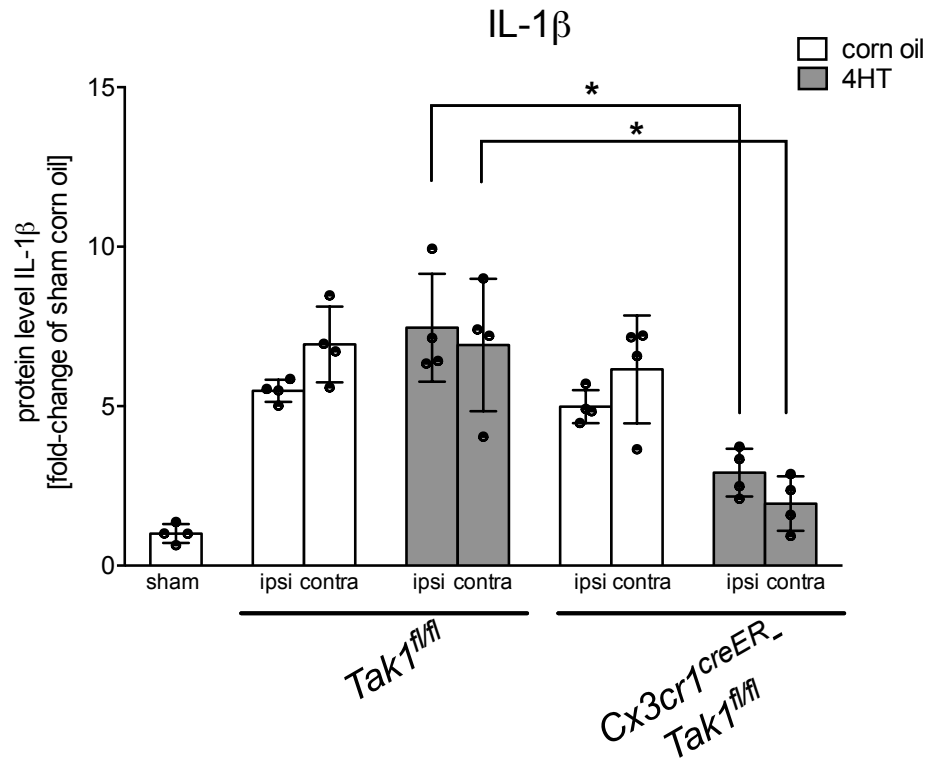 IL-1β
corn oil
4HT
protein level IL-1β
[fold-change of sham corn oil]
15
10
5
0
*
*
sham
ipsi contra
ipsi contra
ipsi contra
ipsi contra
Tak1fl/fl
Cx3cr1creER-
Tak1fl/fl